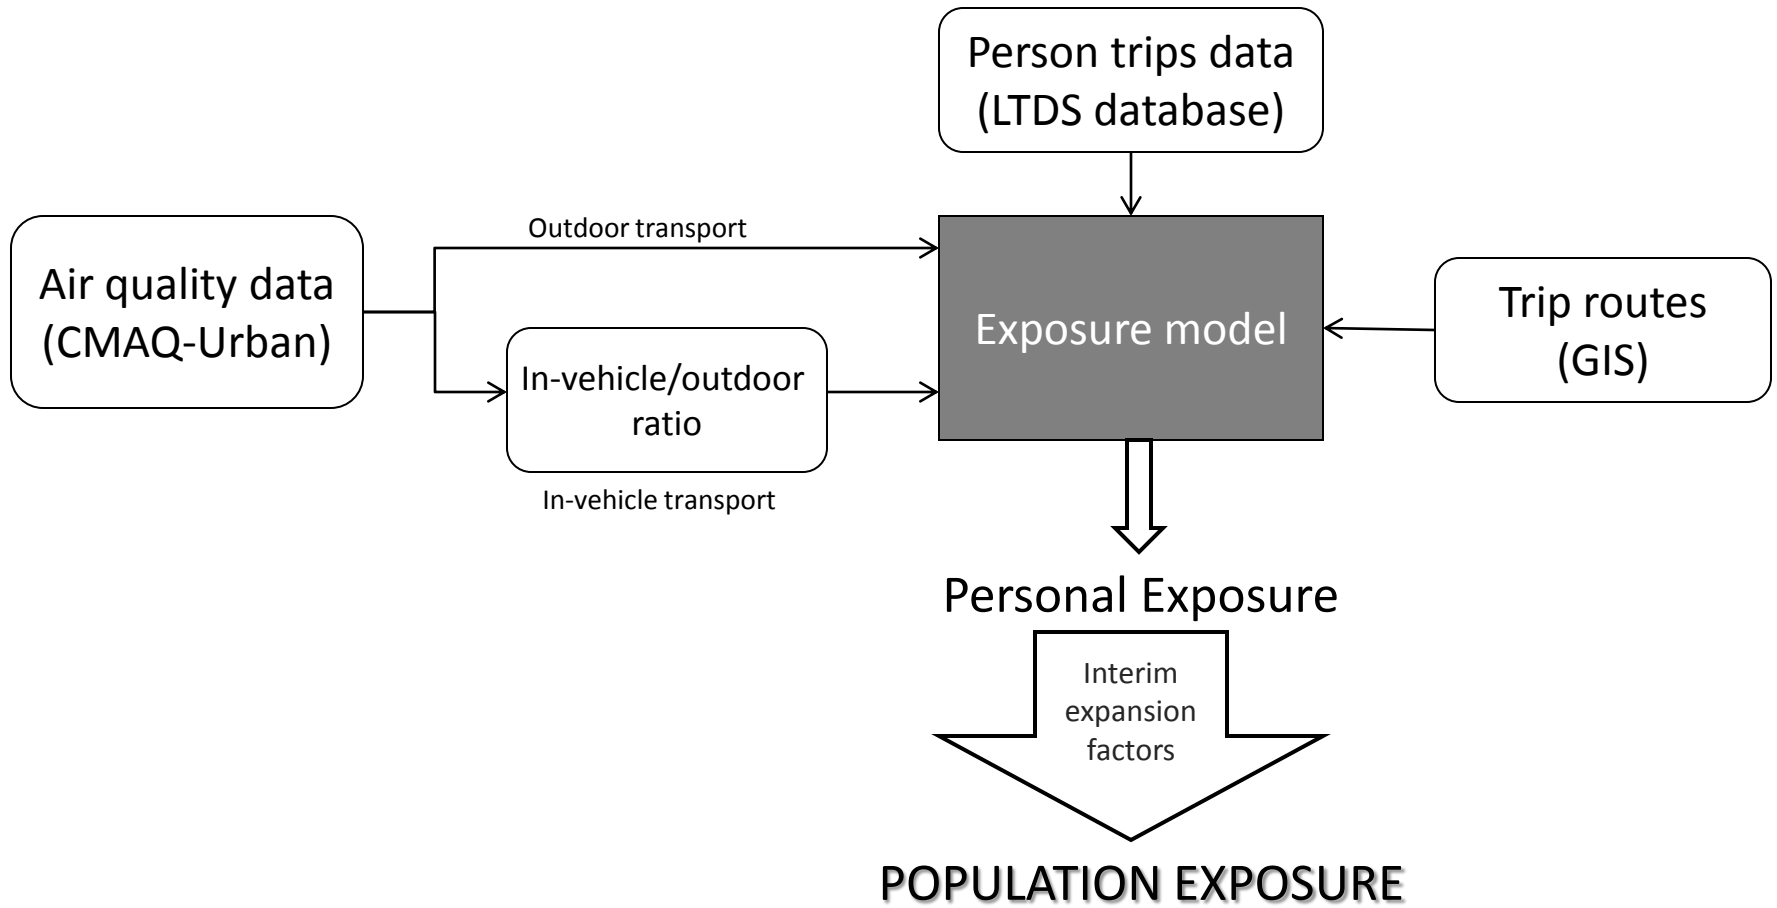 Person trips data
(LTDS database)
Outdoor transport
Air quality data
(CMAQ-Urban)
In-vehicle/outdoor
ratio
In-vehicle transport
Exposure model
Trip routes
(GIS)
Personal Exposure
Interim
expansion
factors
POPULATION EXPOSURE